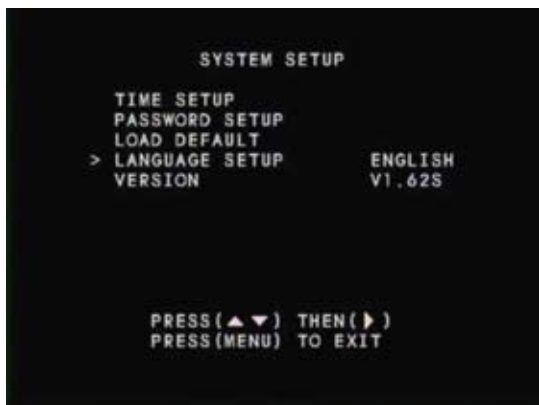 SYSTEM SETUP
TIME SETUP
PASSWORD SETUP
LOAD DEFAULT
> LANGUAGE SETUP ENGLISH
VERSION V1.62S
PRESS(▲ ▼) THEN(▶)
PRESS(MENU) TO EXIT